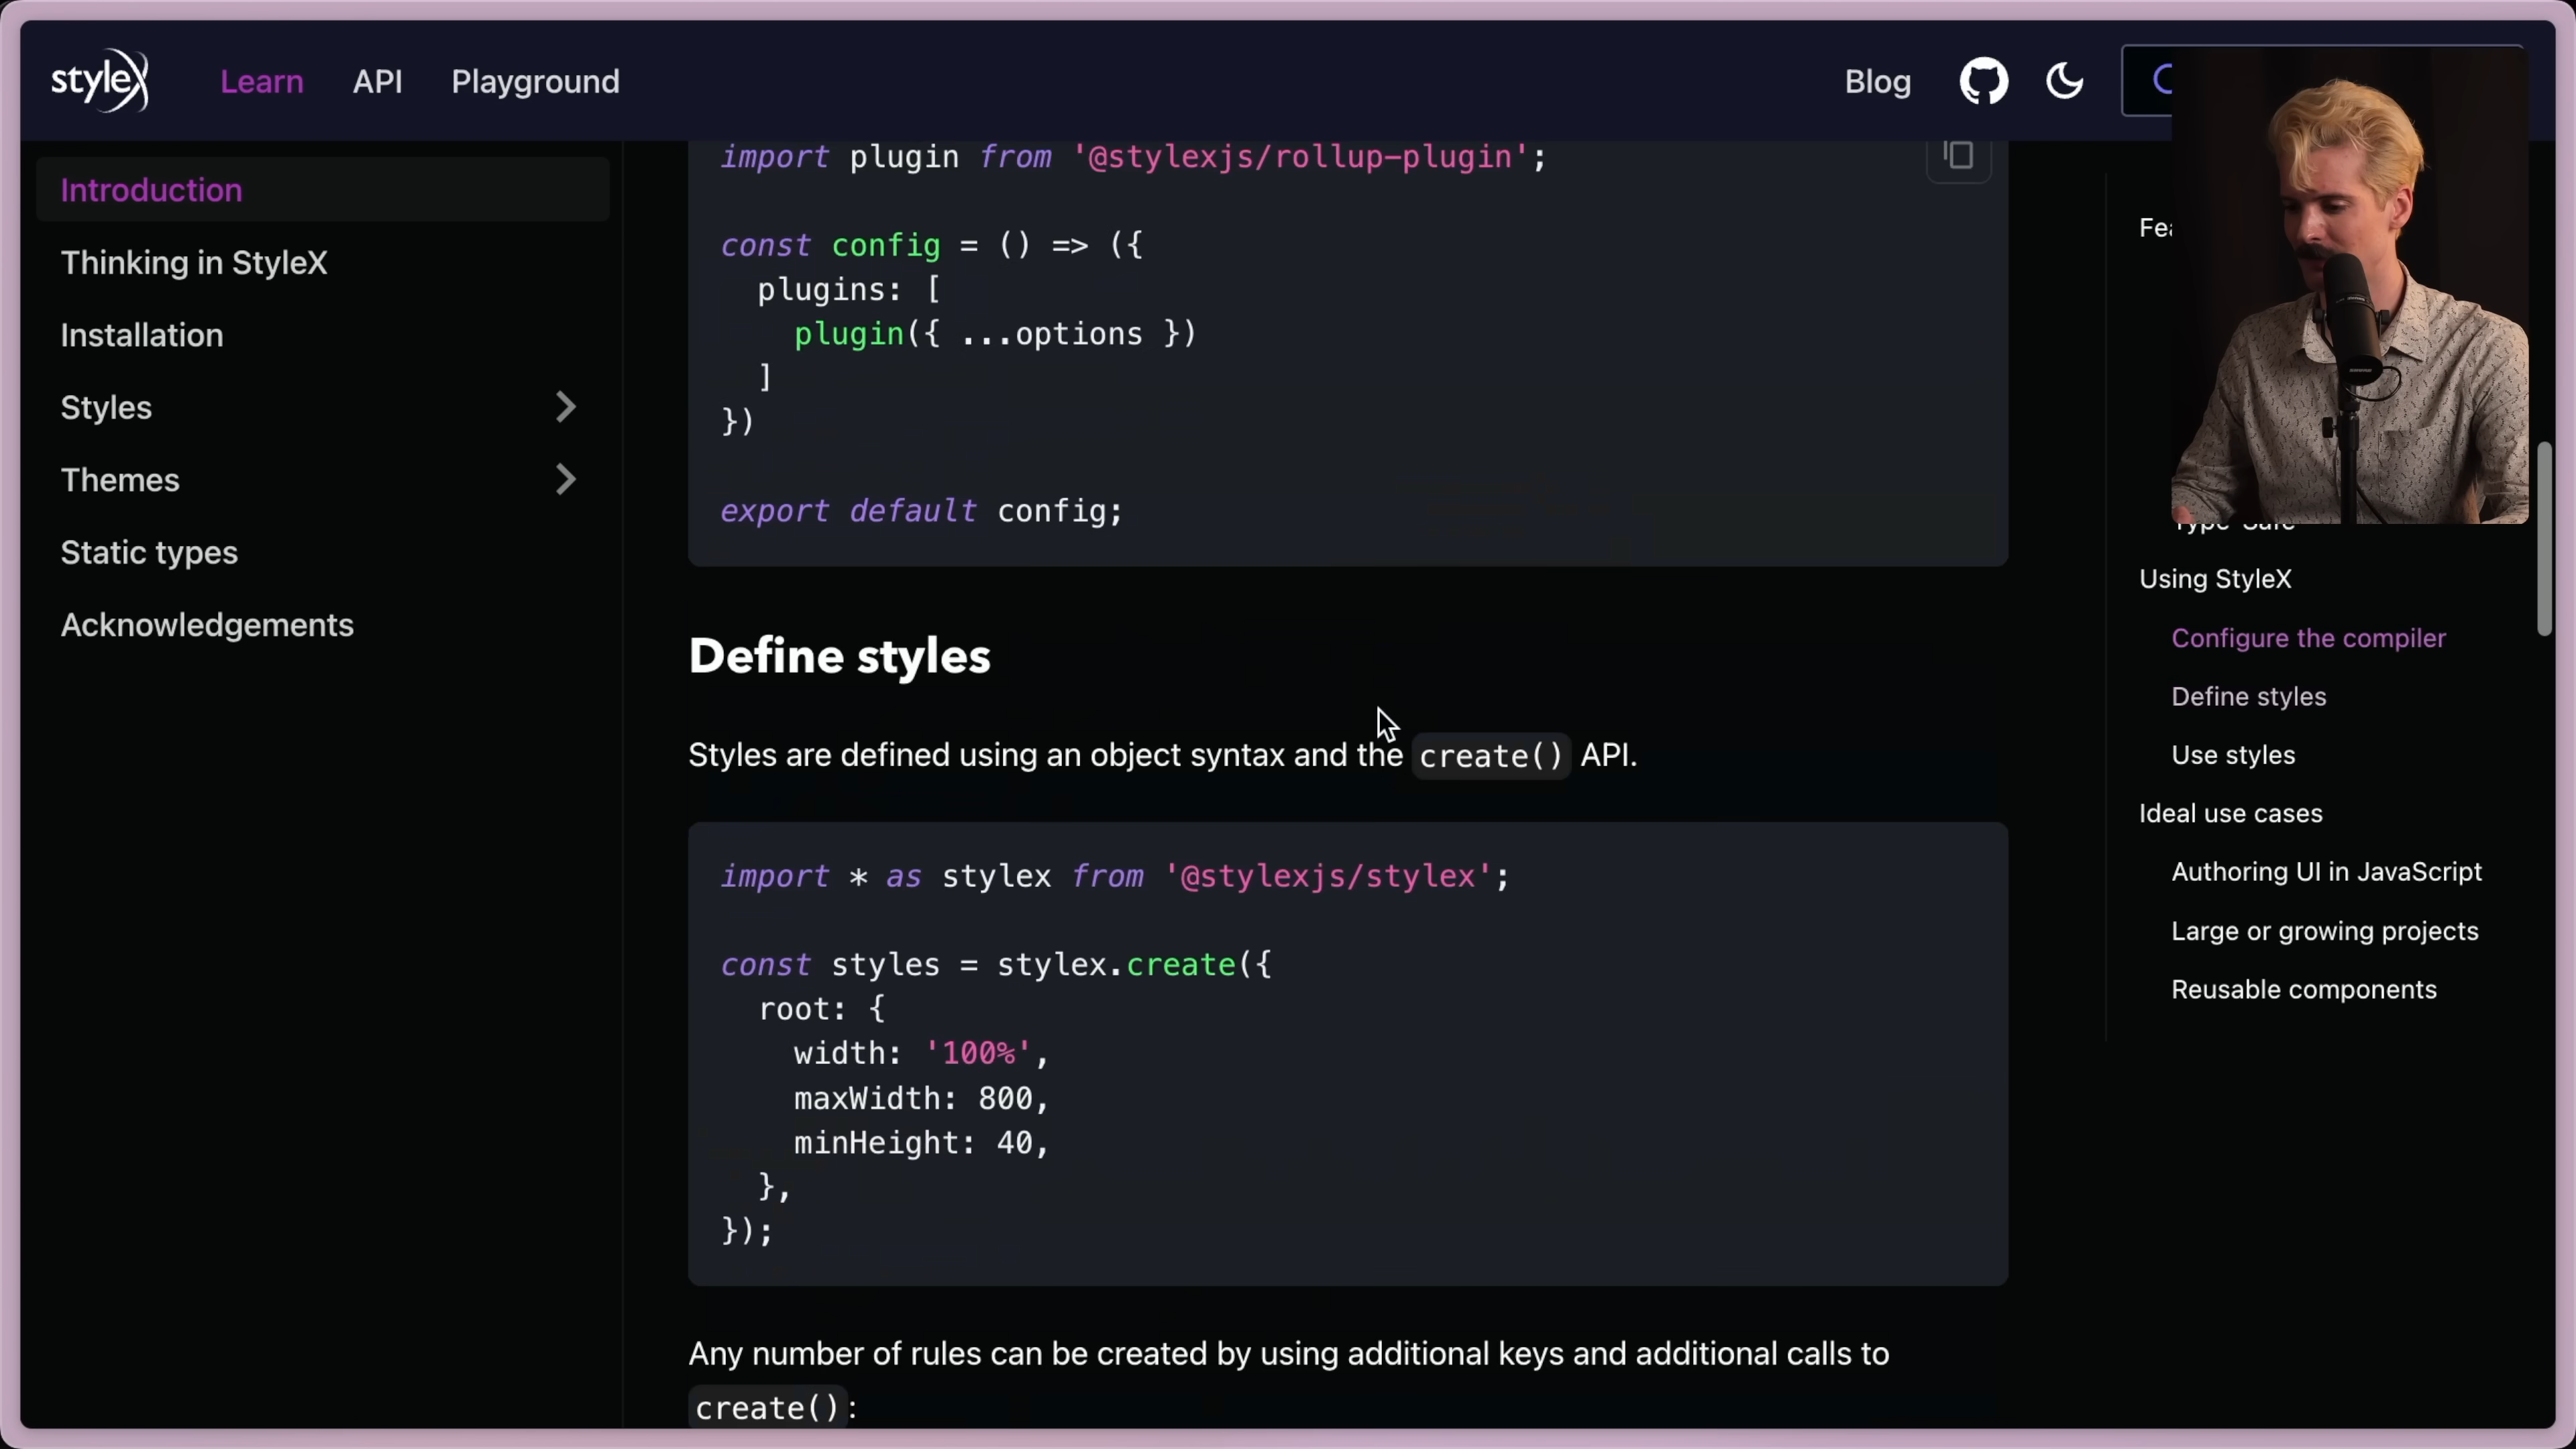 styleX
Learn
API
Playground
Blog
Introduction
Thinking in StyleX
Installation
Styles
Themes
Static types
Acknowledgements
import plugin from '@stylexjs/rollup-plugin';
const config = () => ({
plugins: [
plugin({ ...options })
]
})
export default config;
Define styles
Styles are defined using an object syntax and the create() API.
import * as stylex from '@stylexjs/stylex';
const styles = stylex.create({
root: {
width: '100%',
maxWidth: 800,
minHeight: 40,
},
});
Any number of rules can be created by using additional keys and additional calls to
create():
Type-Safe
Using StyleX
Configure the compiler
Define styles
Use styles
Ideal use cases
Authoring UI in JavaScript
Large or growing projects
Reusable components